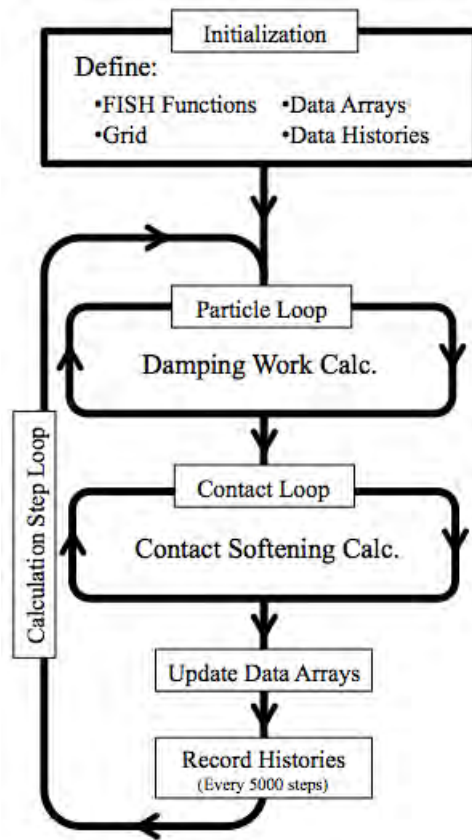 Initialization
Define:
•FISH Functions •Data Arrays
•Grid •Data Histories
Particle Loop
Damping Work Calc.
Calculation Step Loop
Contact Loop
Contact Softening Calc.
Update Data Arrays
Record Histories
(Every 5000 steps)